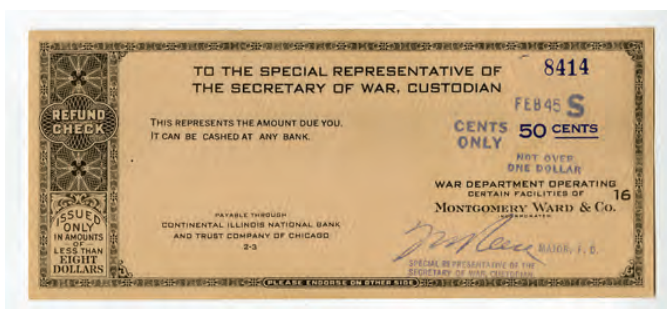 TO THE SPECIAL REPRESENTATIVE OF
THE SECRETARY OF WAR, CUSTODIAN
8414
REFUND
CHECK
THIS REPRESENTS THE AMOUNT DUE YOU.
IT CAN BE CASHED AT ANY BANK.
FEB 45 S
CENTS
ONLY
50 CENTS
NOT OVER
ONE DOLLAR
WAR DEPARTMENT OPERATING
CERTAIN FACILITIES OF
16
MONTGOMERY WARD & CO.
INCORPORATED
ISSUED
ONLY
IN AMOUNTS
OF
LESS THAN
EIGHT
DOLLARS
PAYABLE THROUGH
CONTINENTAL ILLINOIS NATIONAL BANK
AND TRUST COMPANY OF CHICAGO
2-3
MAJOR,
SPECIAL REPRESENTATIVE OF THE
SECRETARY OF WAR, CUSTODIAN
PLEASE ENDORSE ON OTHER SIDE